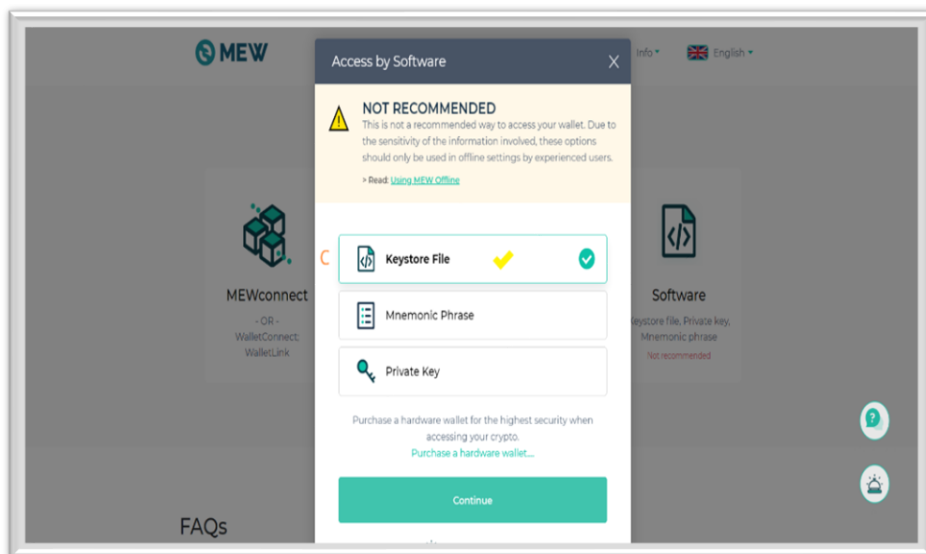 MEW
Info
English
Access by Software
X
NOT RECOMMENDED
This is not a recommended way to access your wallet. Due to
the sensitivity of the information involved, these options
should only be used in offline settings by experienced users.
> Read: Using MEW Offline
C
Keystore File
Mnemonic Phrase
Private Key
Purchase a hardware wallet for the highest security when
accessing your crypto.
Purchase a hardware wallet...
Continue
MEWconnect
- OR -
WalletConnect;
WalletLink
Software
Keystore file, Private key,
Mnemonic phrase
Not recommended
?
FAQs